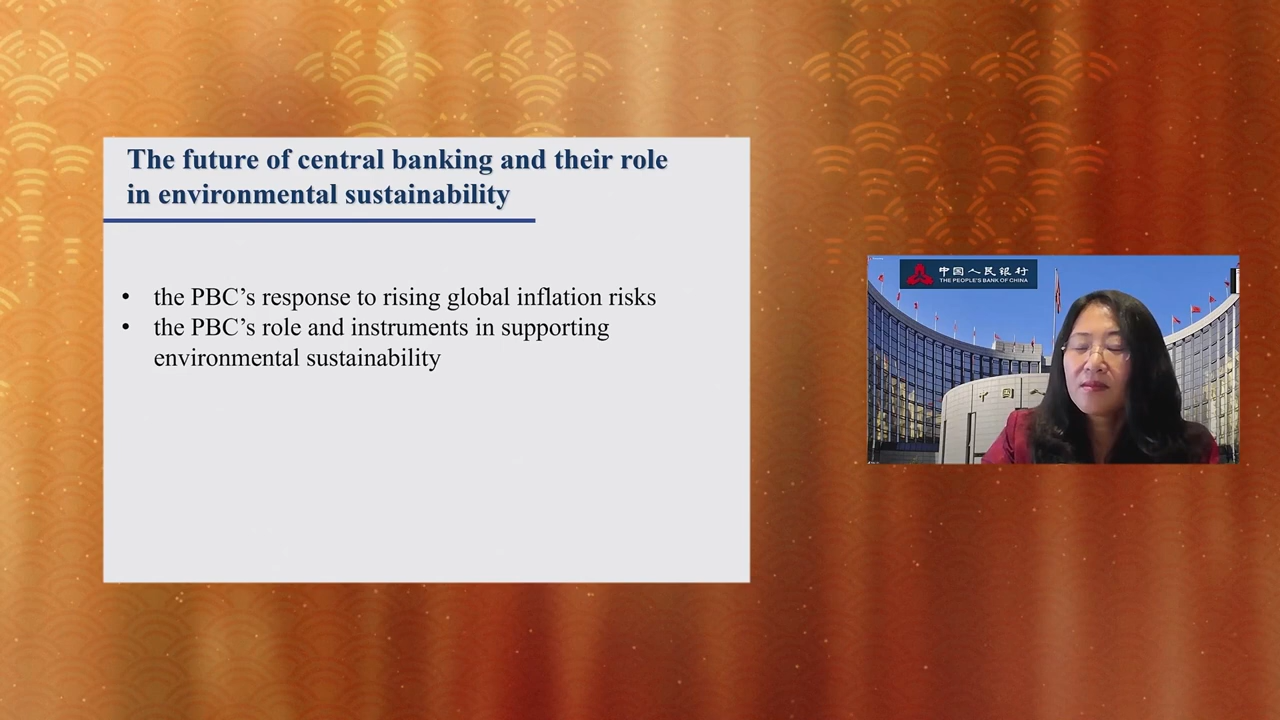 The future of central banking and their role
in environmental sustainability
• the PBC’s response to rising global inflation risks
• the PBC’s role and instruments in supporting
environmental sustainability
中国人民银行
THE PEOPLE'S BANK OF CHINA
中 国